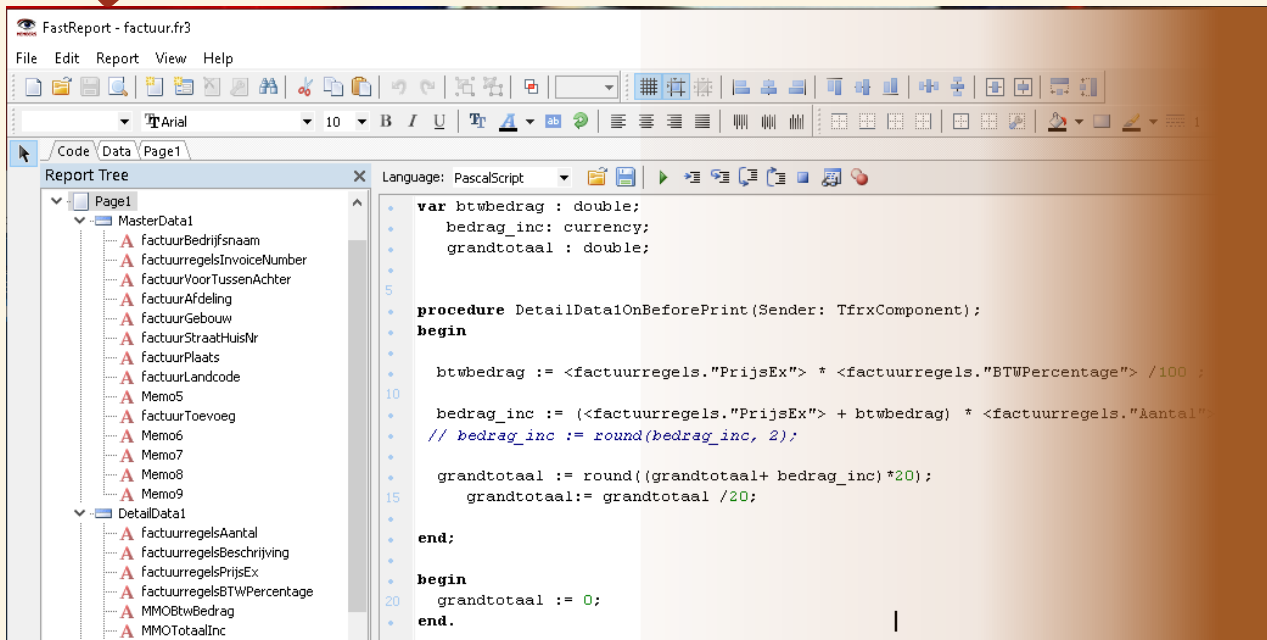 FastReport - factuur.fr3
File Edit Report View Help
Arial 10 B I U
Code Data Page1
Report Tree
Language: PascalScript
Page1
MasterData1
factuurBedrijfsnaam
factuurregelsInvoiceNumber
factuurVoorTussenAchter
factuurAfdeling
factuurGebouw
factuurStraatHuisNr
factuurPlaats
factuurLandcode
Memo5
factuurToevoeg
Memo6
Memo7
Memo8
Memo9
DetailData1
factuurregelsAantal
factuurregelsBeschrijving
factuurregelsPrijsEx
factuurregelsBTWPercentage
MMOBtwBedrag
MMOTotaalInc
var btwbedrag : double;
bedrag_inc: currency;
grandtotaal : double;
5
procedure DetailData1OnBeforePrint(Sender: TfrxComponent);
begin
btwbedrag := <factuurregels."PrijsEx"> * <factuurregels."BTWPercentage"> /100 ;
10
bedrag_inc := (<factuurregels."PrijsEx"> + btwbedrag) * <factuurregels."Aantal">
// bedrag_inc := round(bedrag_inc, 2);
grandtotaal := round((grandtotaal+ bedrag_inc)*20);
15 grandtotaal:= grandtotaal /20;
end;
begin
20 grandtotaal := 0;
end.